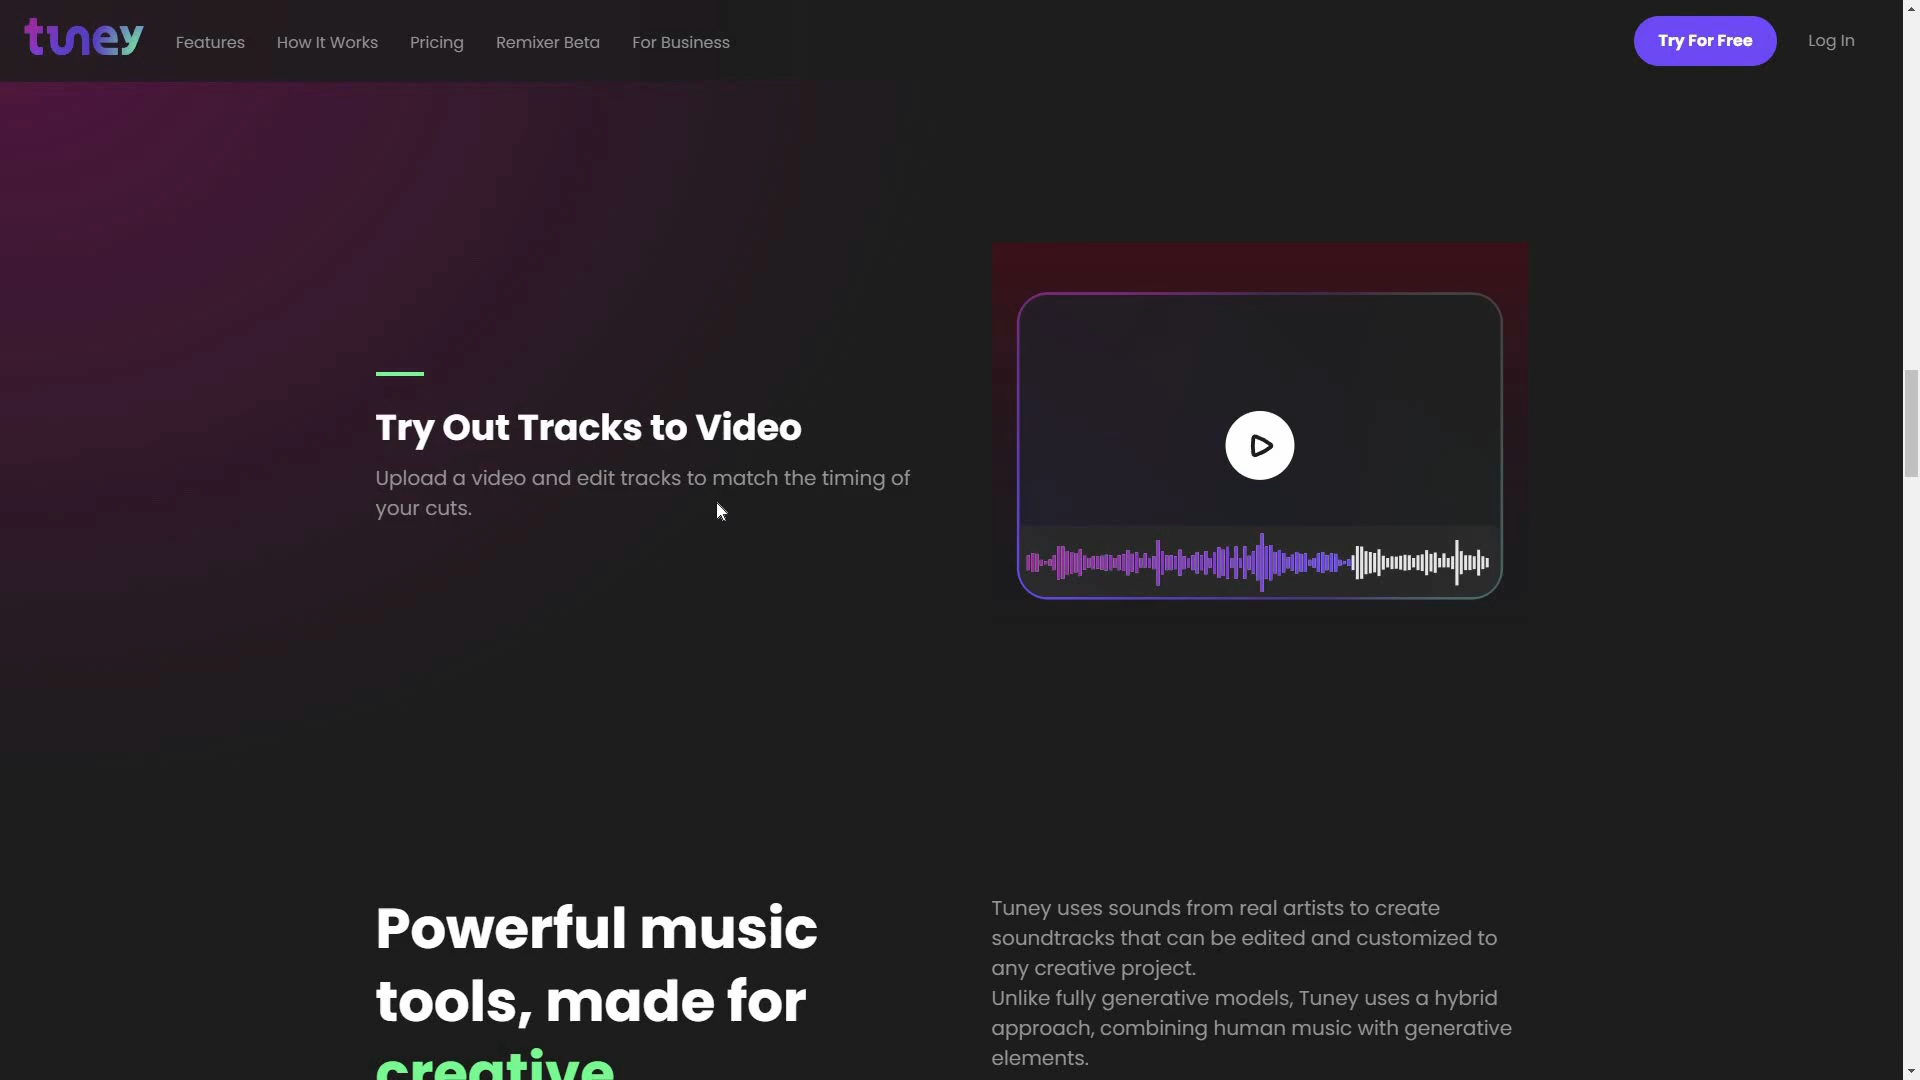 tuney
Features
How It Works
Pricing
Remixer Beta
For Business
Try For Free
Log In
Try Out Tracks to Video
Upload a video and edit tracks to match the timing of
your cuts.
Powerful music
tools, made for
creative
Tuney uses sounds from real artists to create
soundtracks that can be edited and customized to
any creative project.
Unlike fully generative models, Tuney uses a hybrid
approach, combining human music with generative
elements.